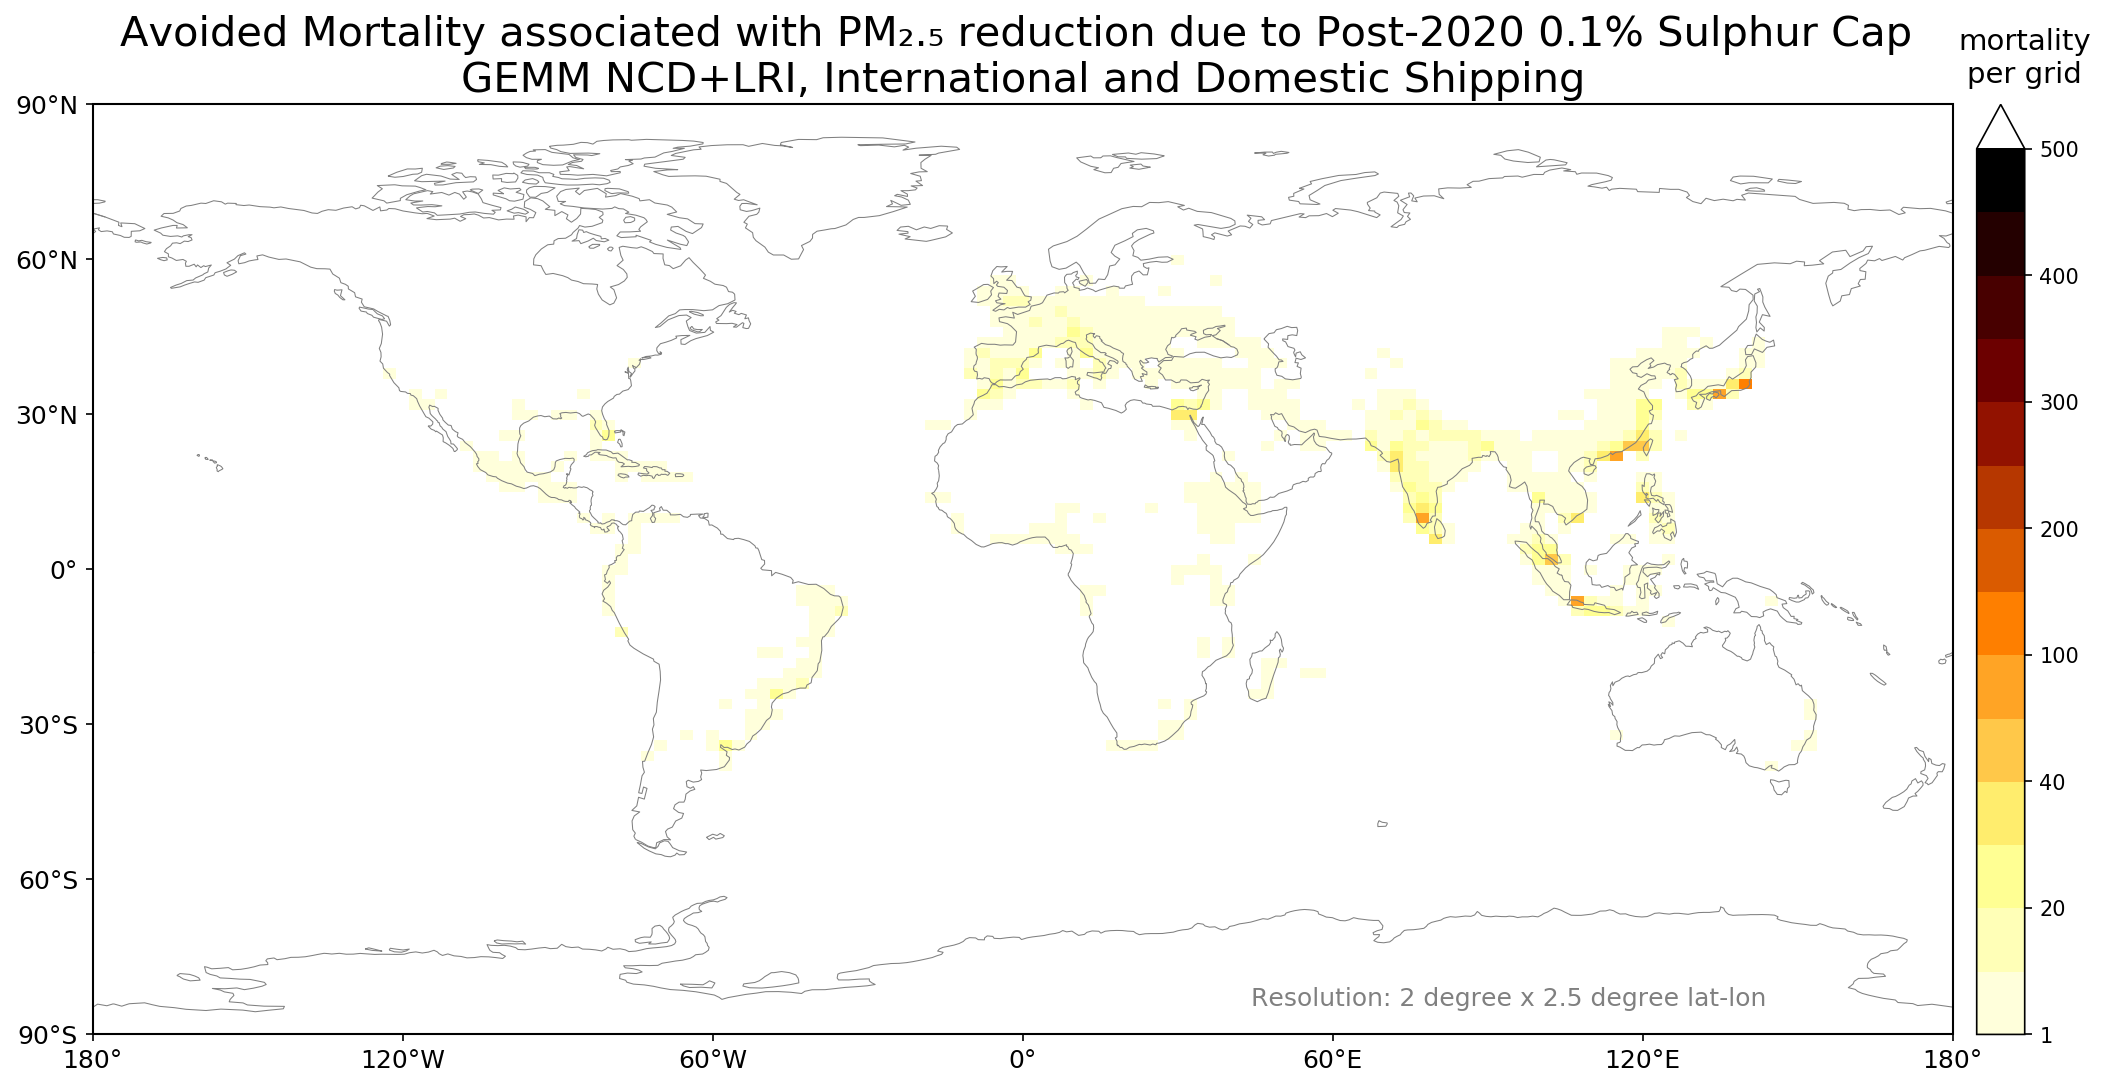 Avoided Mortality associated with PM₂.₅ reduction due to Post-2020 0.1% Sulphur Cap
GEMM NCD+LRI, International and Domestic Shipping
mortality
per grid
90°N
60°N
30°N
0°
30°S
60°S
90°S
180°
120°W
60°W
0°
60°E
120°E
180°
500
400
300
200
100
40
20
1
Resolution: 2 degree x 2.5 degree lat-lon